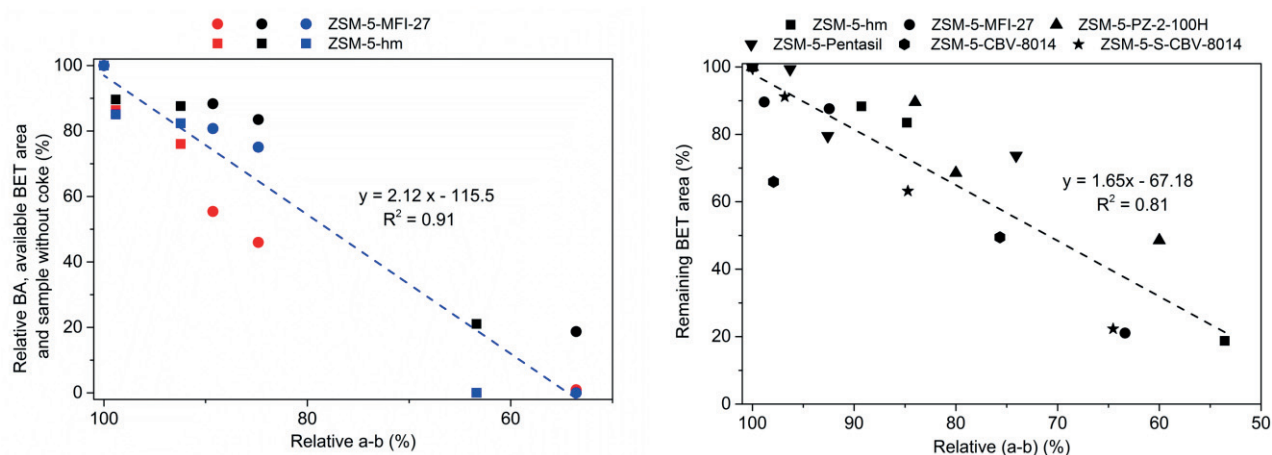 ZSM-5-MFI-27
ZSM-5-hm
Relative BA, available BET area
and sample without coke (%)
100
80
60
40
20
0
y = 2.12 x - 115.5
R² = 0.91
100
80
60
Relative a-b (%)
ZSM-5-hm ZSM-5-MFI-27 ZSM-5-PZ-2-100H
ZSM-5-Pentasil ZSM-5-CBV-8014 ZSM-5-S-CBV-8014
Remaining BET area (%)
100
80
60
40
20
0
y = 1.65x - 67.18
R² = 0.81
100 90 80 70 60 50
Relative (a-b) (%)